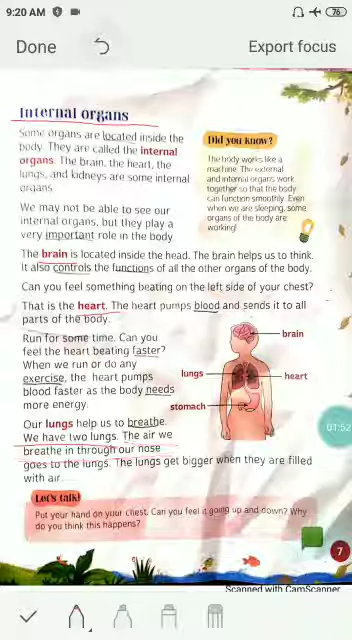 9:20 AM
76
Done
Export focus
Internal organs
Some organs are located inside the
body. They are called the internal
organs. The brain, the heart, the
lungs, and kidneys are some internal
organs.
We may not be able to see our
internal organs, but they play a
very important role in the body.
Did you know?
The body works like a
machine. The external
and internal organs work
together so that the body
can function smoothly. Even
when we are sleeping, some
organs of the body are
working!
The brain is located inside the head. The brain helps us to think.
It also controls the functions of all the other organs of the body.
Can you feel something beating on the left side of your chest?
That is the heart. The heart pumps blood and sends it to all
parts of the body.
Run for some time. Can you
feel the heart beating faster?
When we run or do any
exercise, the heart pumps
blood faster as the body needs
more energy.
brain
lungs
heart
stomach
01:52
Our lungs help us to breathe.
We have two lungs. The air we
breathe in through our nose
goes to the lungs. The lungs get bigger when they are filled
with air.
Let's talk!
Put your hand on your chest. Can you feel it going up and down? Why
do you think this happens?
7
Scanned with CamScanner